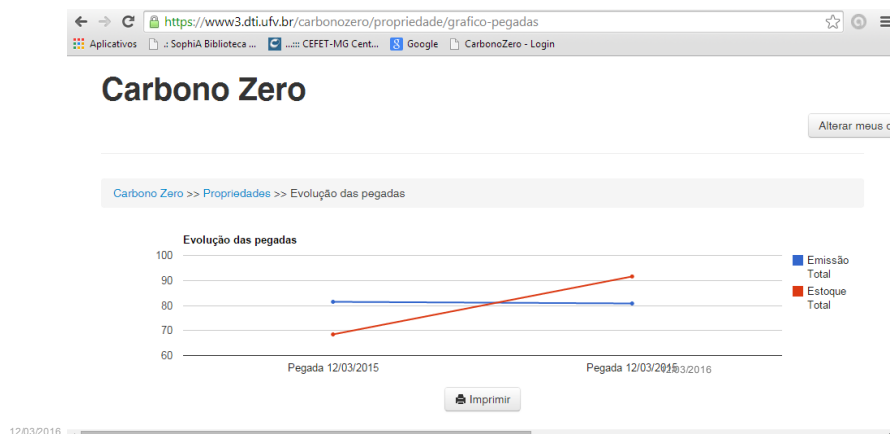 https://www3.dti.ufv.br/carbonozero/propriedade/grafico-pegadas
Aplicativos .: SophiA Biblioteca ... ...::: CEFET-MG Cent... Google CarbonoZero - Login
Carbono Zero
Alterar meus d
Carbono Zero >> Propriedades >> Evolução das pegadas
Evolução das pegadas
100
90
80
70
60
Emissão
Total
Estoque
Total
Pegada 12/03/2015 Pegada 12/03/2015
12/03/2016
Imprimir
12/03/2016